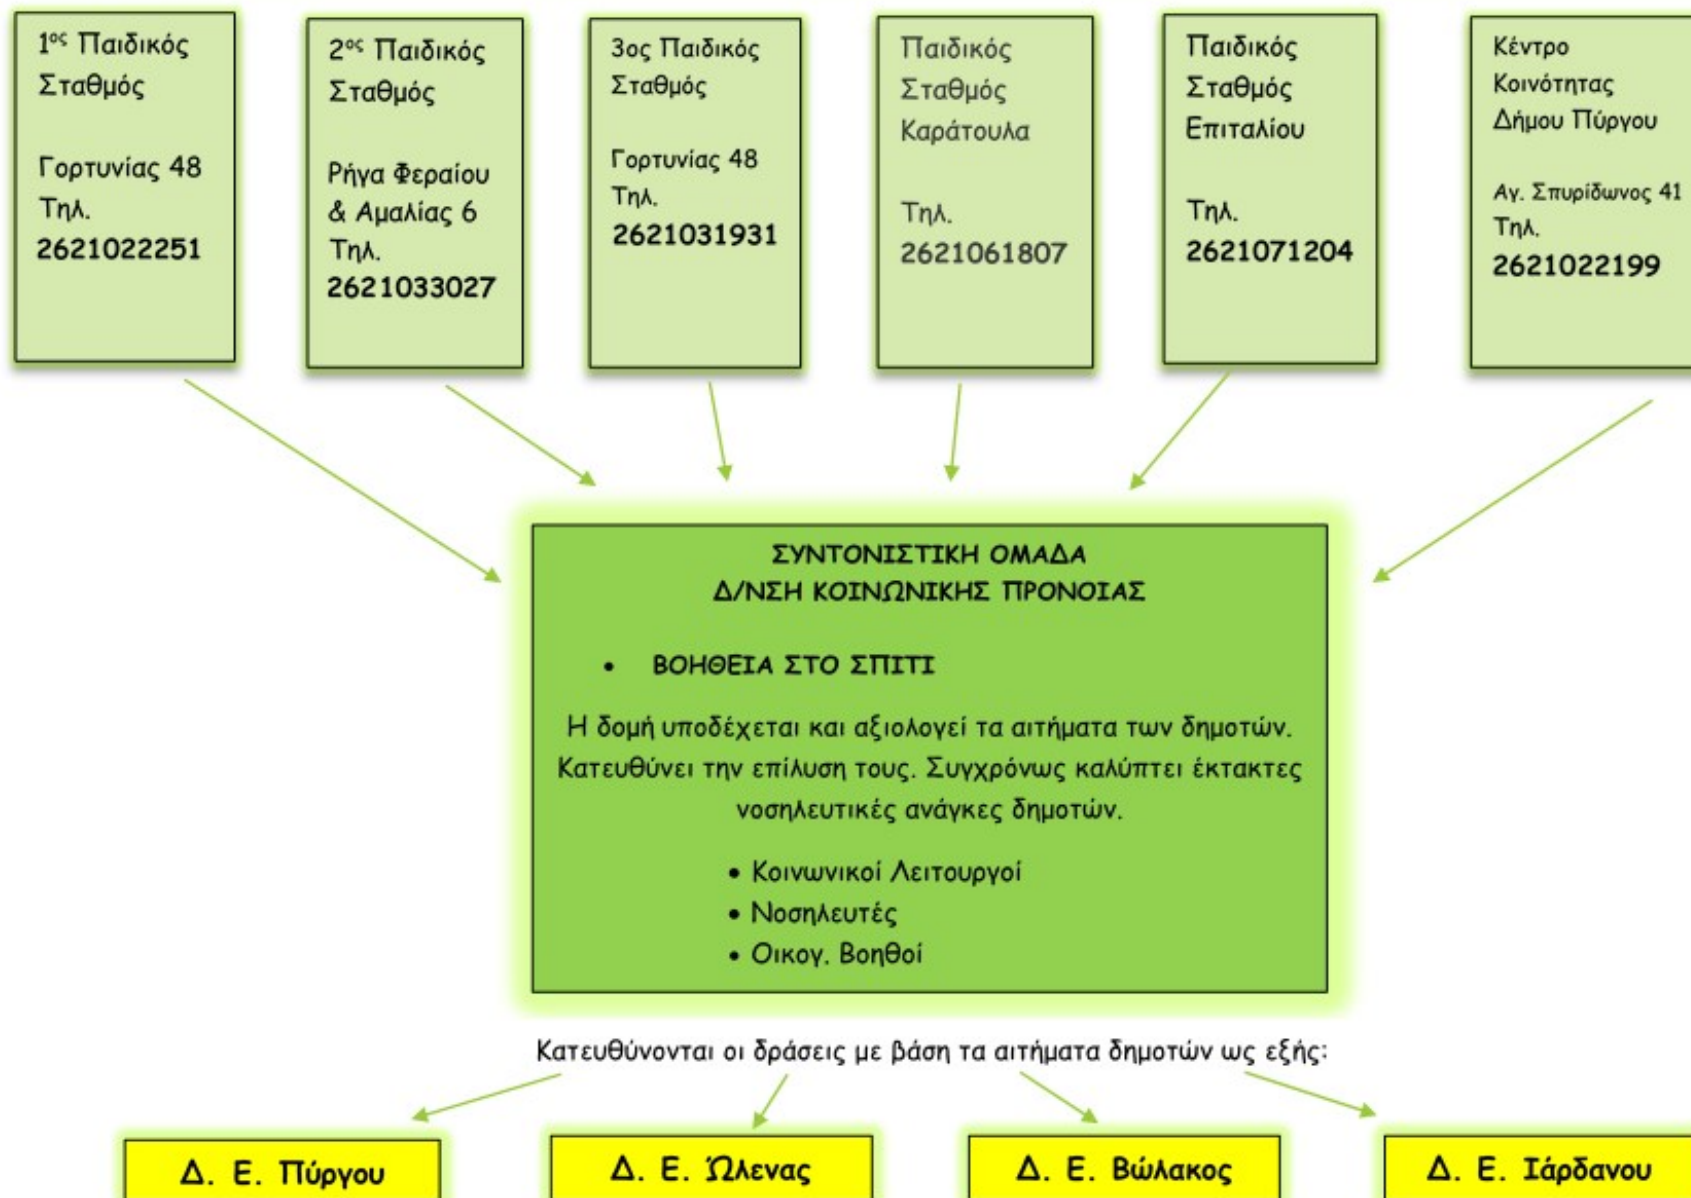 1ος Παιδικός
Σταθμός
Γορτυνίας 48
Τηλ.
2621022251
2ος Παιδικός
Σταθμός
Ρήγα Φεραίου
& Αμαλίας 6
Τηλ.
2621033027
3ος Παιδικός
Σταθμός
Γορτυνίας 48
Τηλ.
2621031931
Παιδικός
Σταθμός
Καράτουλα
Τηλ.
2621061807
Παιδικός
Σταθμός
Επιταλίου
Τηλ.
2621071204
Κέντρο
Κοινότητας
Δήμου Πύργου
Αγ. Σπυρίδωνος 41
Τηλ.
2621022199
ΣΥΝΤΟΝΙΣΤΙΚΗ ΟΜΑΔΑ
Δ/ΝΣΗ ΚΟΙΝΩΝΙΚΗΣ ΠΡΟΝΟΙΑΣ
• ΒΟΗΘΕΙΑ ΣΤΟ ΣΠΙΤΙ
Η δομή υποδέχεται και αξιολογεί τα αιτήματα των δημοτών.
Κατευθύνει την επίλυση τους. Συγχρόνως καλύπτει έκτακτες
νοσηλευτικές ανάγκες δημοτών.
• Κοινωνικοί Λειτουργοί
• Νοσηλευτές
• Οικογ. Βοηθοί
Κατευθύνονται οι δράσεις με βάση τα αιτήματα δημοτών ως εξής:
Δ. Ε. Πύργου
Δ. Ε. Ώλενας
Δ. Ε. Βώλακος
Δ. Ε. Ιάρδανου